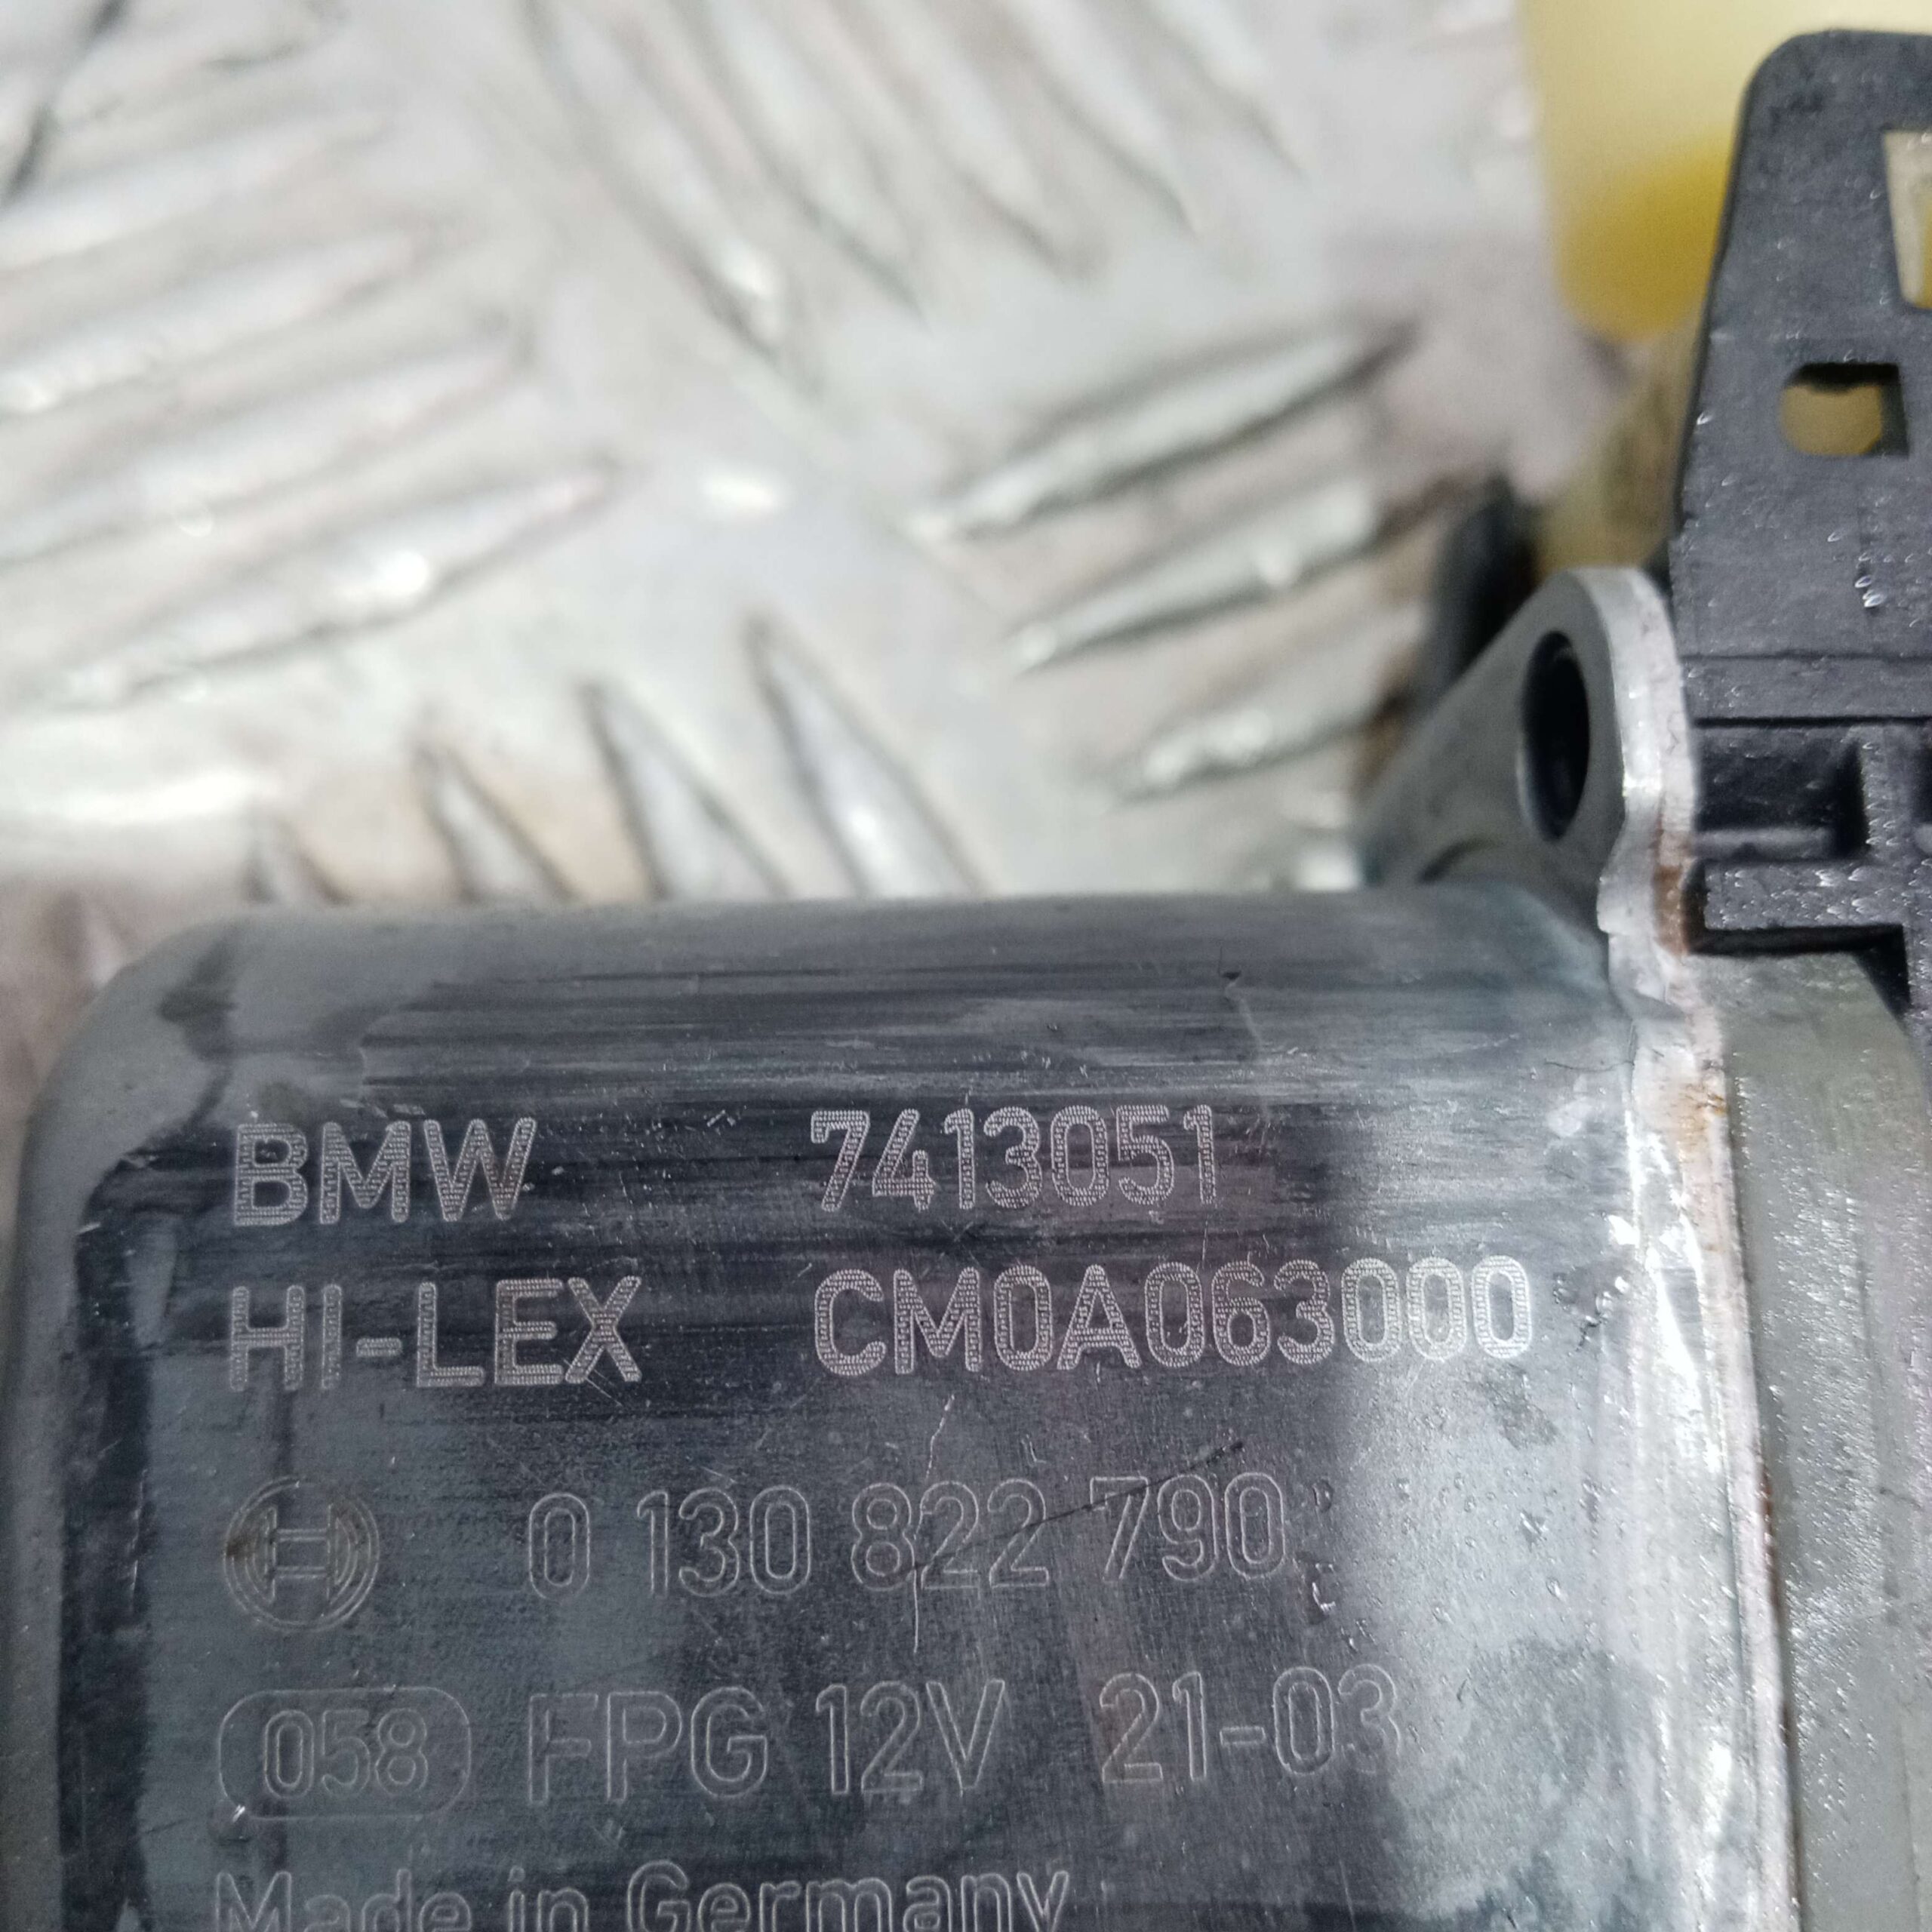 BMW 7413051
HI-LEX CM0A063000
0 130 822 790
058 FPG 12V 21-03
Made in Germany